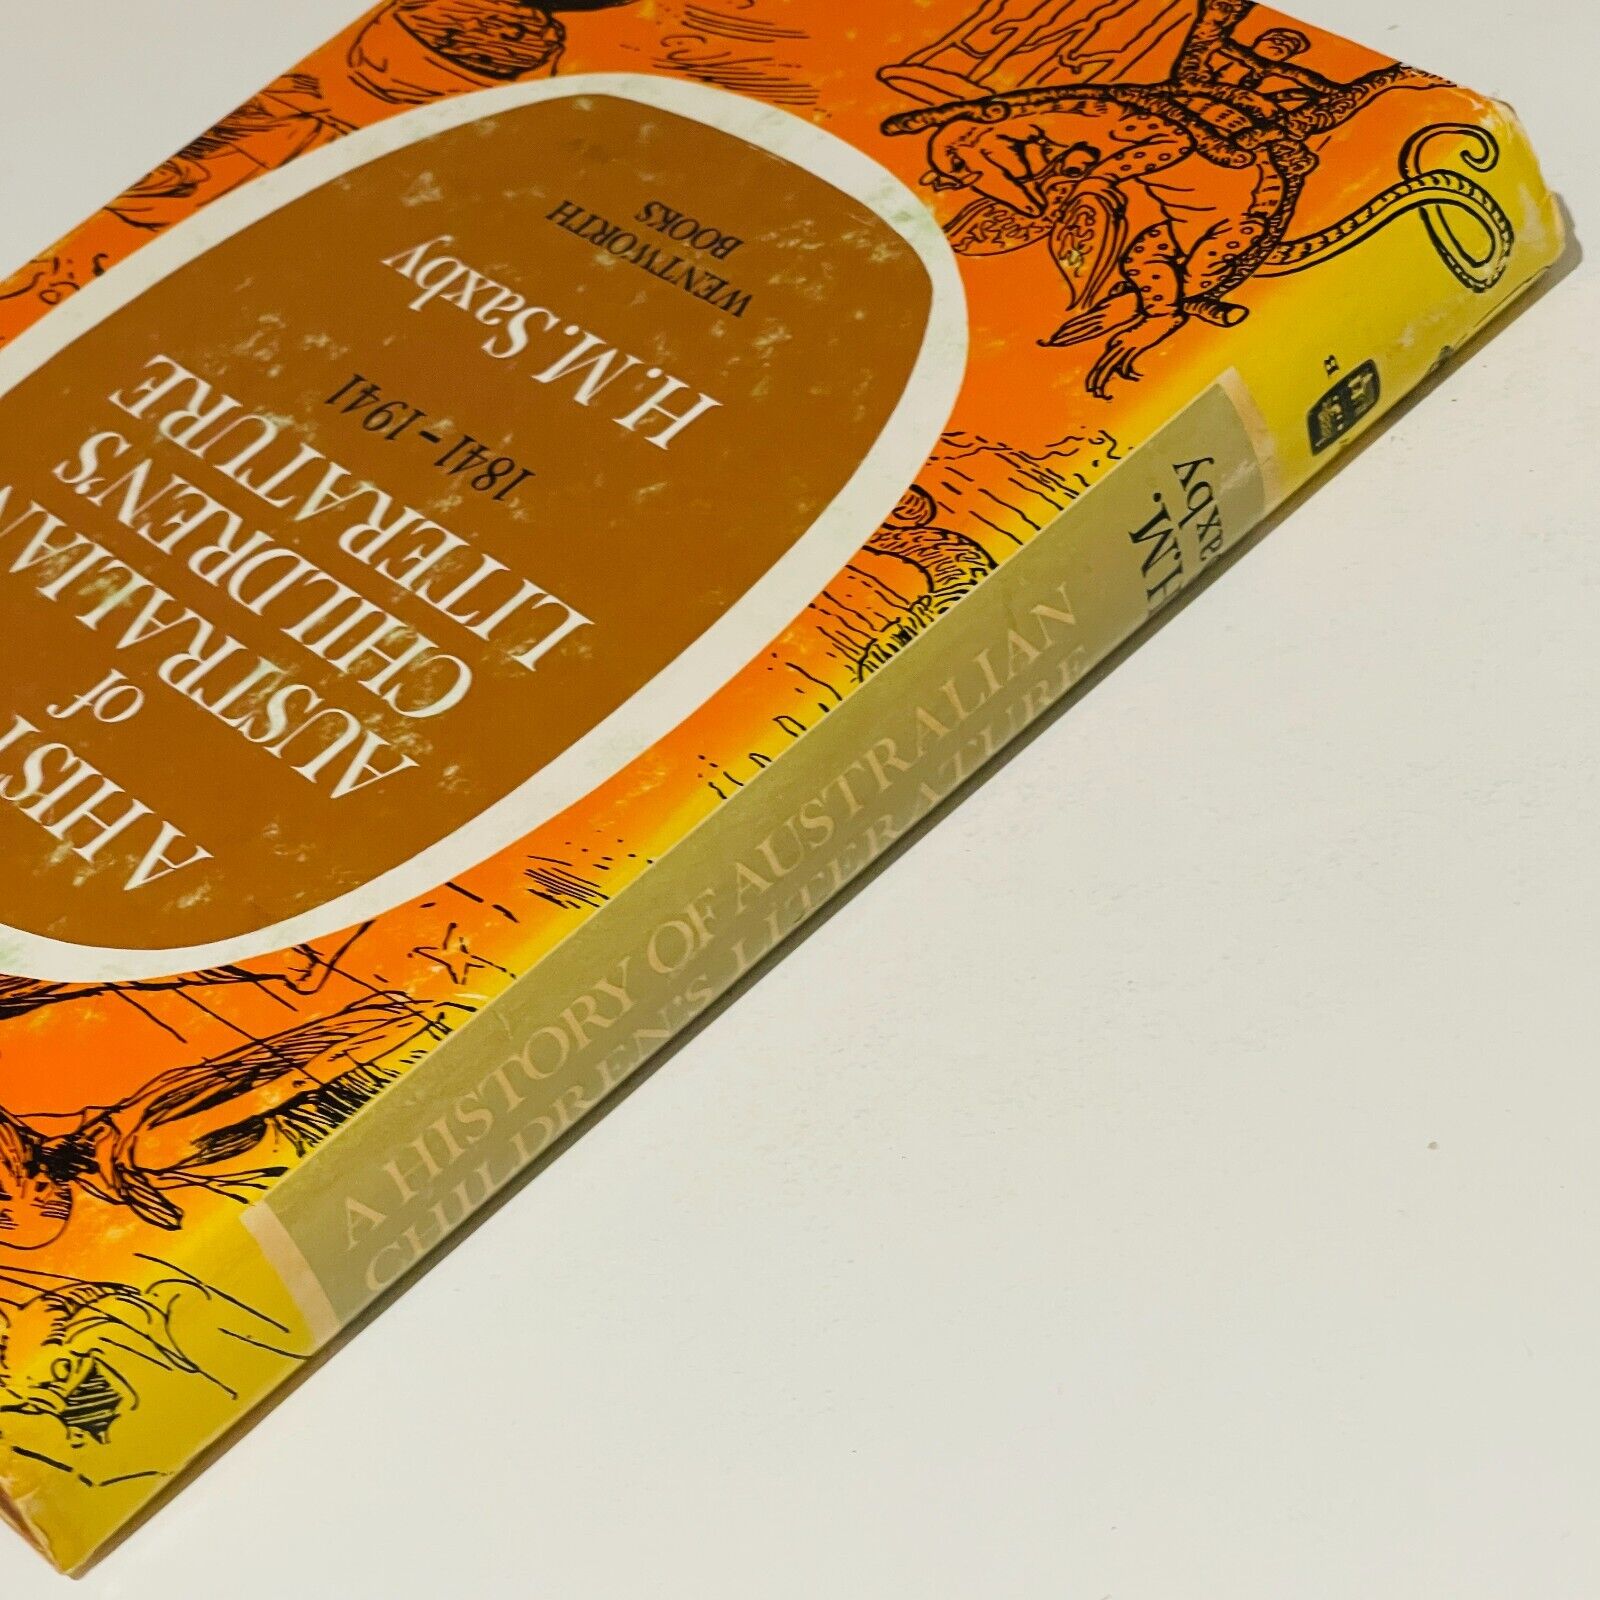 A HIST
of
AUSTRALIAN
CHILDREN'S
LITERATURE
1841-1941
H.M.Saxby
WENTWORTH
BOOKS
A HISTORY OF AUSTRALIAN
CHILDREN'S LITERATURE
H.M.
Saxby
B